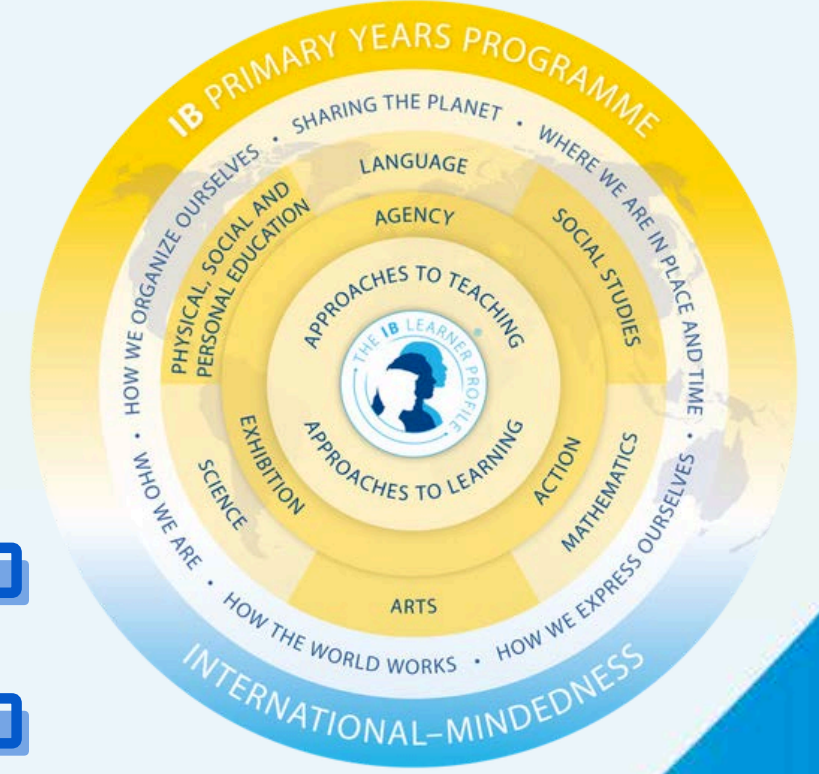 IB PRIMARY YEARS PROGRAMME
SHARING THE PLANET • WHERE WE ARE IN PLACE AND TIME • HOW WE EXPRESS OURSELVES • HOW THE WORLD WORKS • WHO WE ARE • HOW WE ORGANIZE OURSELVES •
LANGUAGE
SOCIAL STUDIES
MATHEMATICS
ARTS
SCIENCE
PHYSICAL, SOCIAL AND
PERSONAL EDUCATION
AGENCY
ACTION
EXHIBITION
APPROACHES TO TEACHING
THE IB LEARNER PROFILE
APPROACHES TO LEARNING
INTERNATIONAL–MINDEDNESS